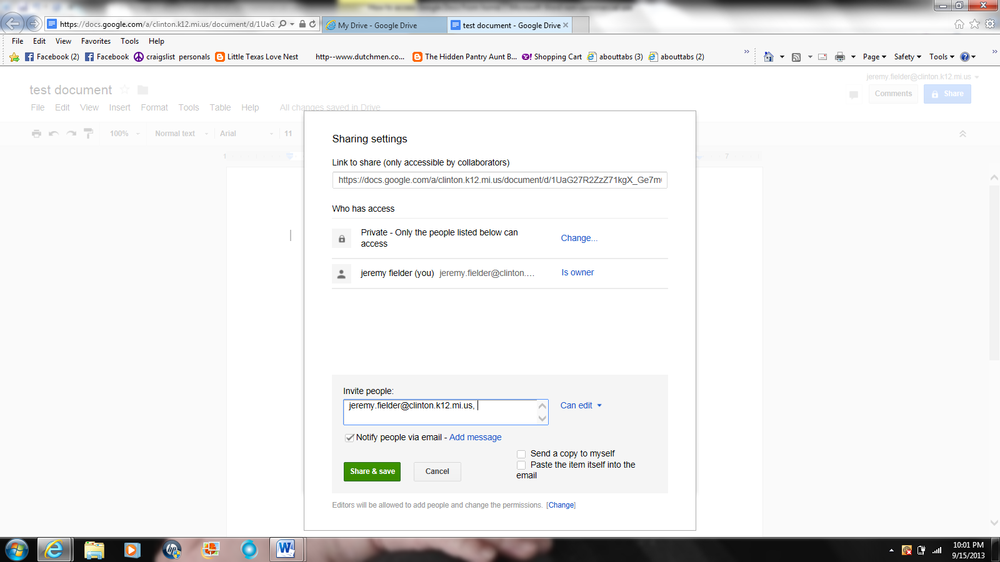 https://docs.google.com/a/clinton.k12.mi.us/document/d/1UaG
My Drive - Google Drive
test document - Google Drive
File Edit View Favorites Tools Help
Facebook (2) Facebook craigslist personals Little Texas Love Nest http--www.dutchmen.co... The Hidden Pantry Aunt B... Shopping Cart abouttabs (3) abouttabs (2) » Page Safety Tools »
jeremy.fielder@clinton.k12.mi.us
test document
Comments Share
File Edit View Insert Format Tools Table Help All changes saved in Drive
100% Normal text Arial 11
1 7
Sharing settings
Link to share (only accessible by collaborators)
https://docs.google.com/a/clinton.k12.mi.us/document/d/1UaG27R2ZzZ71kgX_Ge7m
Who has access
Private - Only the people listed below can
access
Change...
jeremy fielder (you) jeremy.fielder@clinton.... Is owner
Invite people:
jeremy.fielder@clinton.k12.mi.us,
Can edit
Notify people via email - Add message
Send a copy to myself
Paste the item itself into the
email
Share & save Cancel
Editors will be allowed to add people and change the permissions. [Change]
10:01 PM
9/15/2013